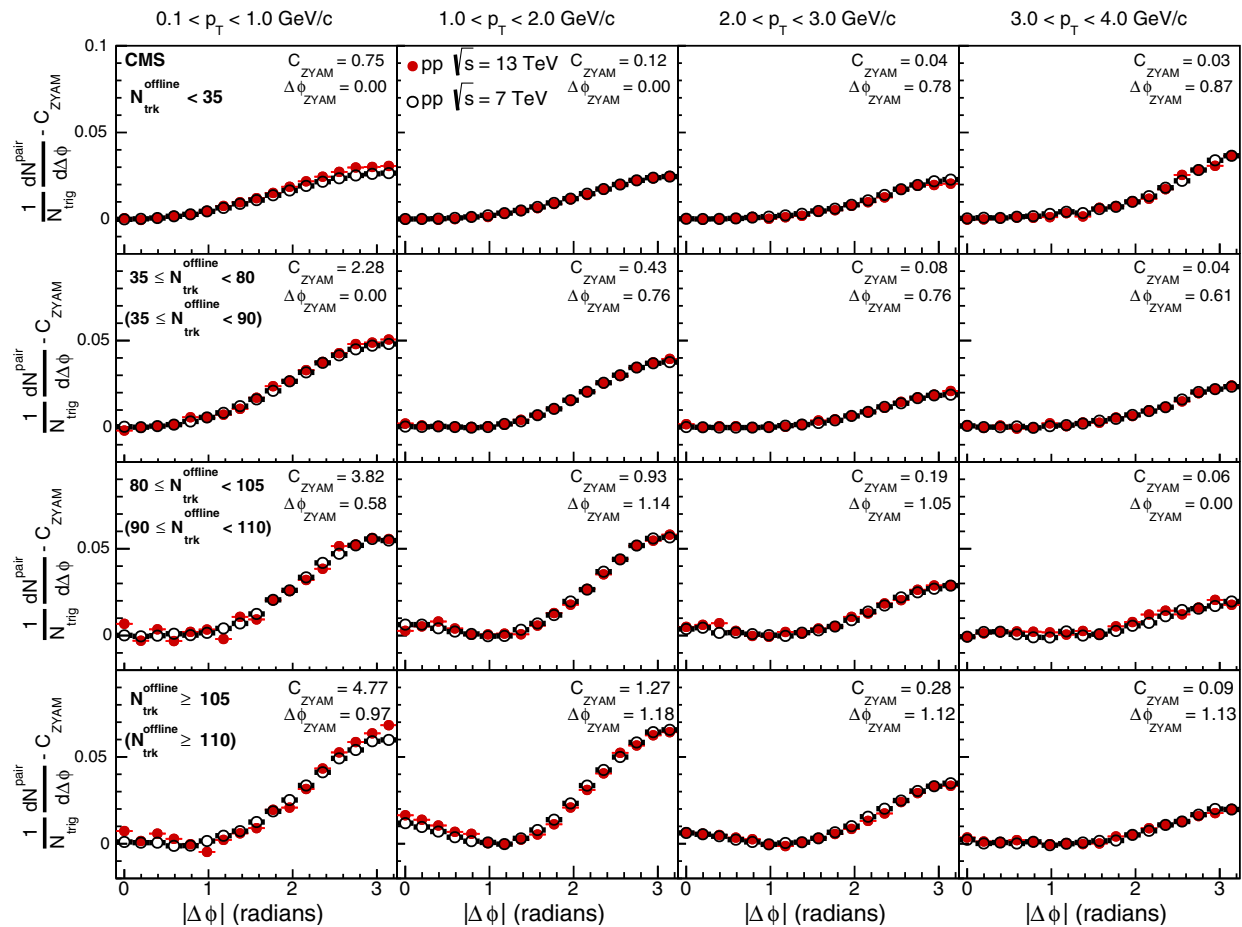 0.1 < p_T < 1.0 GeV/c
1.0 < p_T < 2.0 GeV/c
2.0 < p_T < 3.0 GeV/c
3.0 < p_T < 4.0 GeV/c
CMS
N_trk^offline < 35
C_ZYAM = 0.75
Δϕ_ZYAM = 0.00
pp √s = 13 TeV
pp √s = 7 TeV
C_ZYAM = 0.12
Δϕ_ZYAM = 0.00
C_ZYAM = 0.04
Δϕ_ZYAM = 0.78
C_ZYAM = 0.03
Δϕ_ZYAM = 0.87
0.1
0.05
0
1/N_trig dN^pair/dΔϕ - C_ZYAM
35 ≤ N_trk^offline < 80
(35 ≤ N_trk^offline < 90)
C_ZYAM = 2.28
Δϕ_ZYAM = 0.00
C_ZYAM = 0.43
Δϕ_ZYAM = 0.76
C_ZYAM = 0.08
Δϕ_ZYAM = 0.76
C_ZYAM = 0.04
Δϕ_ZYAM = 0.61
0.05
0
1/N_trig dN^pair/dΔϕ - C_ZYAM
80 ≤ N_trk^offline < 105
(90 ≤ N_trk^offline < 110)
C_ZYAM = 3.82
Δϕ_ZYAM = 0.58
C_ZYAM = 0.93
Δϕ_ZYAM = 1.14
C_ZYAM = 0.19
Δϕ_ZYAM = 1.05
C_ZYAM = 0.06
Δϕ_ZYAM = 0.00
0.05
0
1/N_trig dN^pair/dΔϕ - C_ZYAM
N_trk^offline ≥ 105
(N_trk^offline ≥ 110)
C_ZYAM = 4.77
Δϕ_ZYAM = 0.97
C_ZYAM = 1.27
Δϕ_ZYAM = 1.18
C_ZYAM = 0.28
Δϕ_ZYAM = 1.12
C_ZYAM = 0.09
Δϕ_ZYAM = 1.13
0.05
0
1/N_trig dN^pair/dΔϕ - C_ZYAM
0 1 2 3
0 1 2 3
0 1 2 3
0 1 2 3
|Δϕ| (radians)
|Δϕ| (radians)
|Δϕ| (radians)
|Δϕ| (radians)